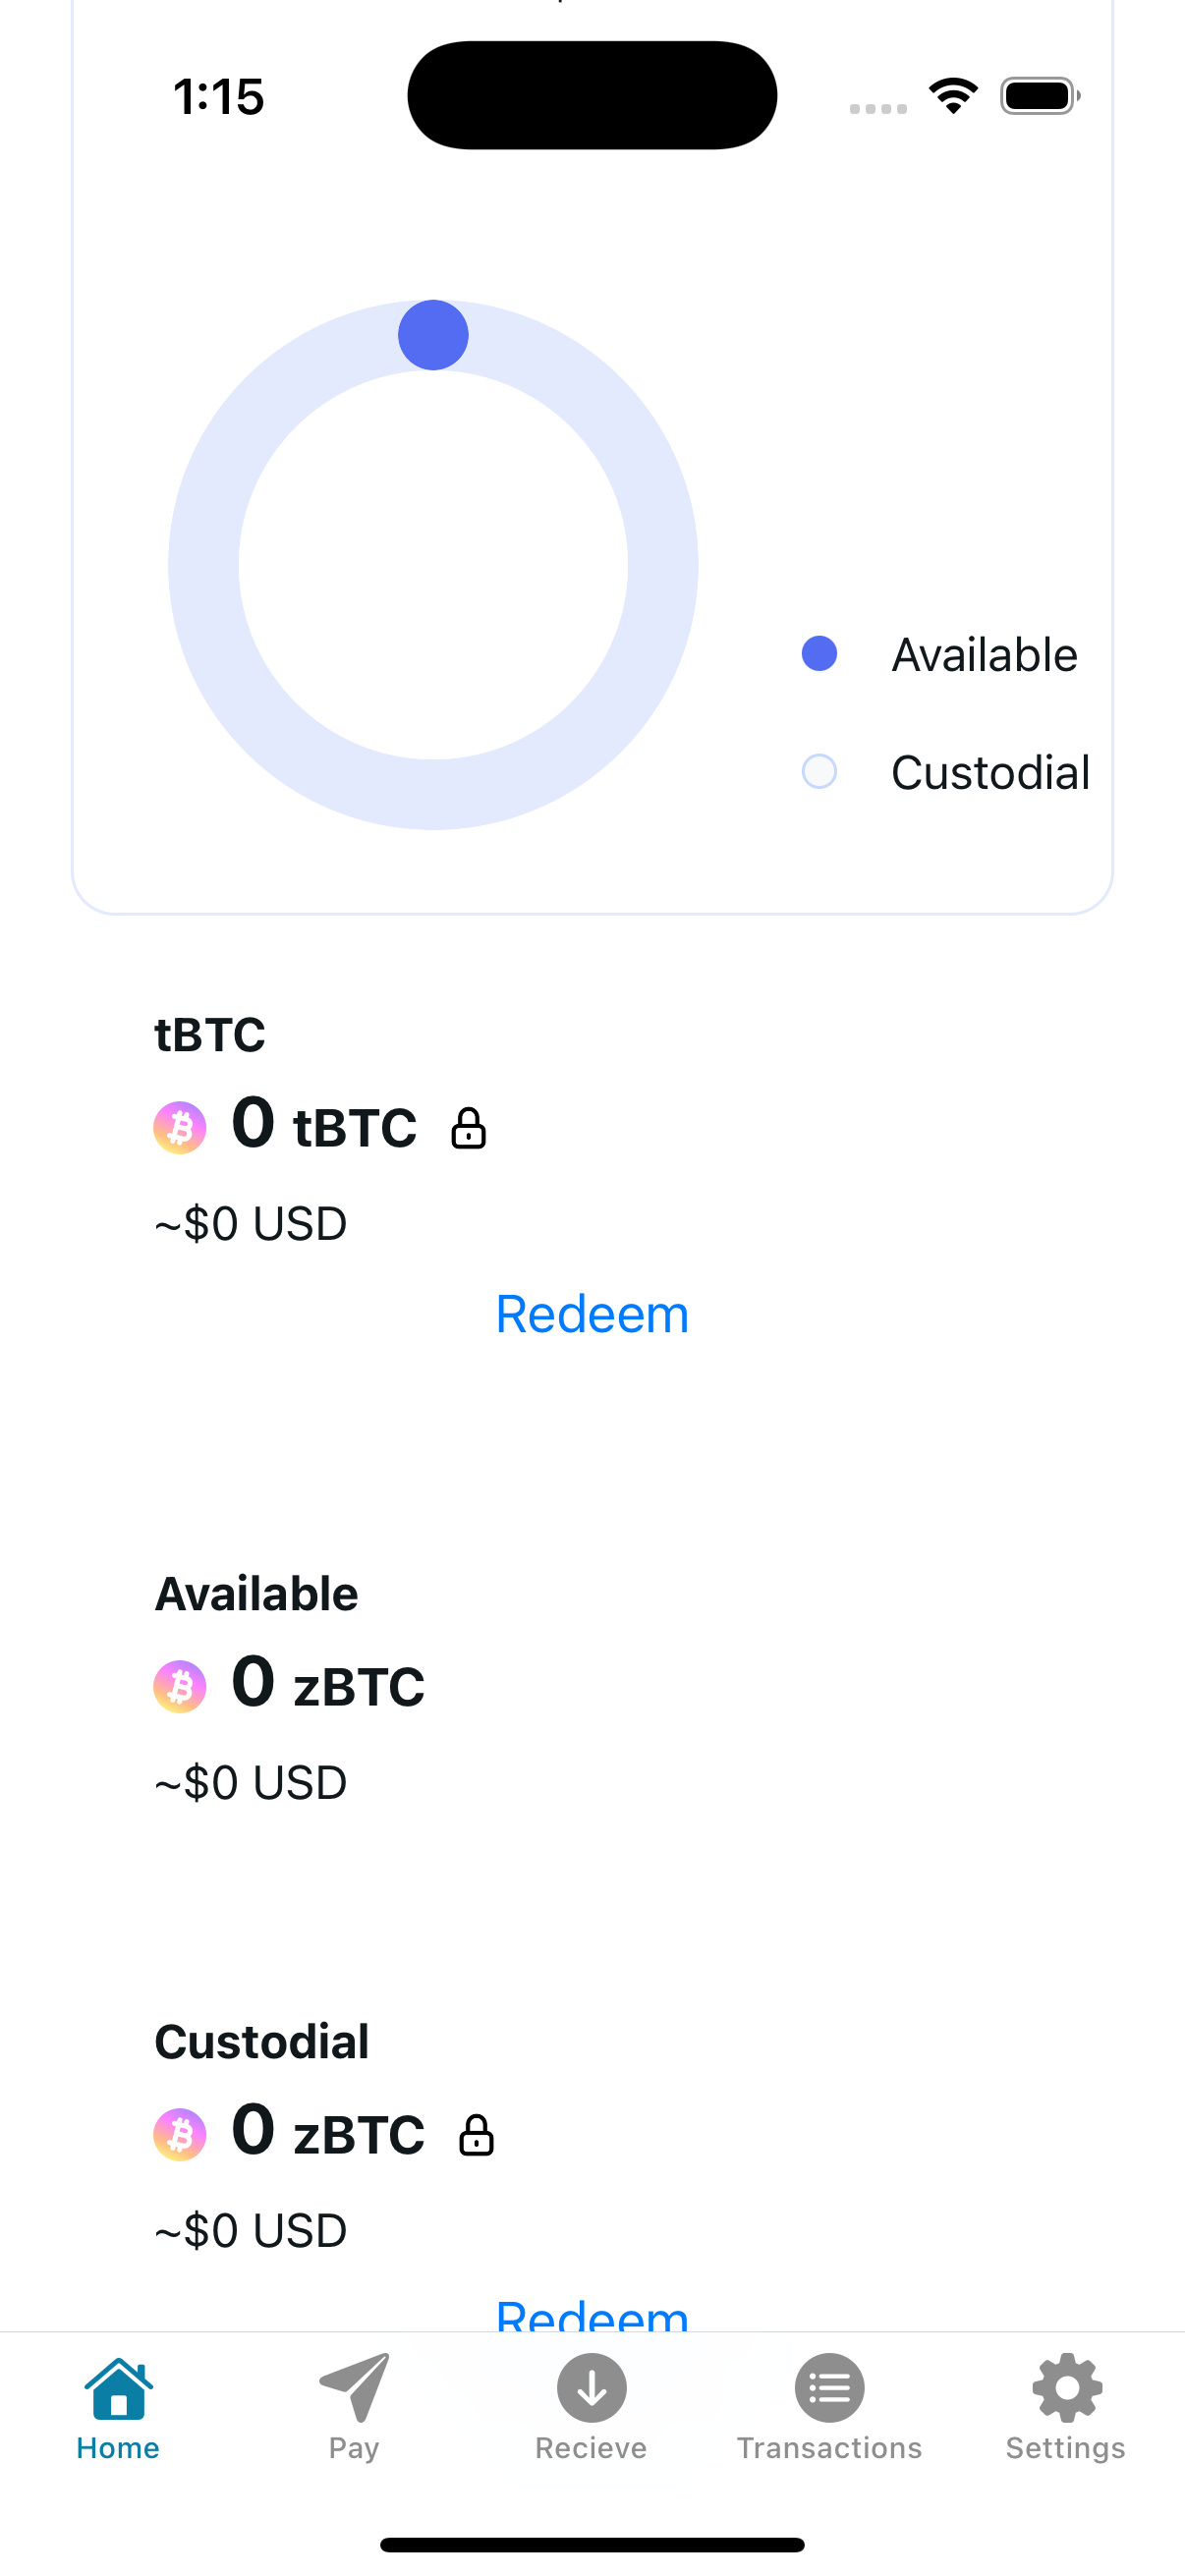 1:15
Available
Custodial
tBTC
0 tBTC
~$0 USD
Redeem
Available
0 zBTC
~$0 USD
Custodial
0 zBTC
~$0 USD
Redeem
Home
Pay
Recieve
Transactions
Settings